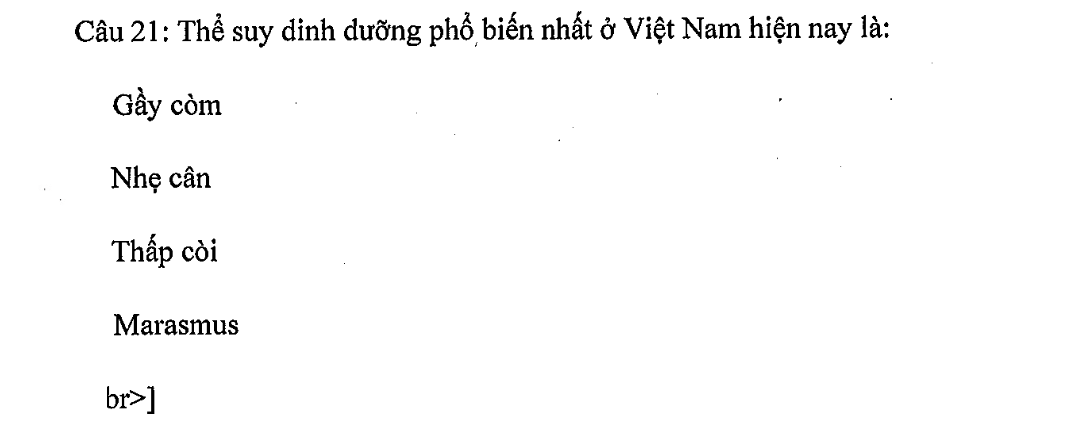 Câu 21: Thể suy dinh dưỡng phổ biến nhất ở Việt Nam hiện nay là:
Gầy còm
Nhẹ cân
Thấp còi
Marasmus
br>]